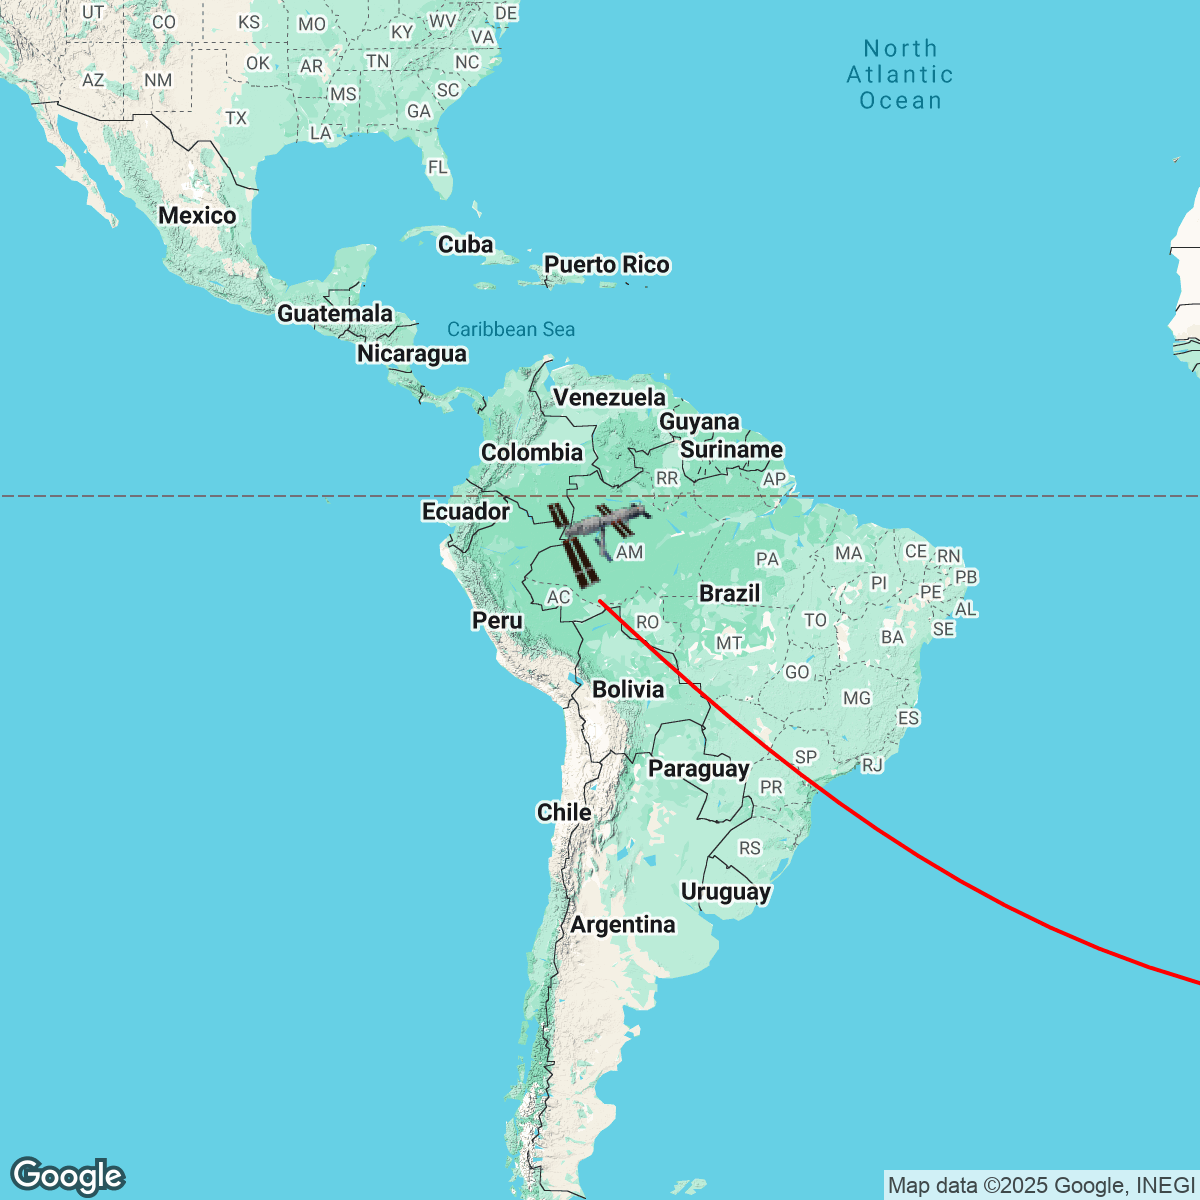 UT
CO
KS
MO
KY
WV
DE
VA
AZ
NM
OK
AR
TN
NC
MS
SC
GA
TX
LA
FL
North
Atlantic
Ocean
Mexico
Cuba
Puerto Rico
Guatemala
Caribbean Sea
Nicaragua
Venezuela
Guyana
Colombia
Suriname
RR
AP
Ecuador
AM
PA
MA
CE
RN
PB
PI
PE
AL
AC
Brazil
Peru
RO
TO
SE
BA
MT
GO
Bolivia
MG
ES
SP
RJ
Paraguay
PR
Chile
RS
Uruguay
Argentina
Google
Map data ©2025 Google, INEGI